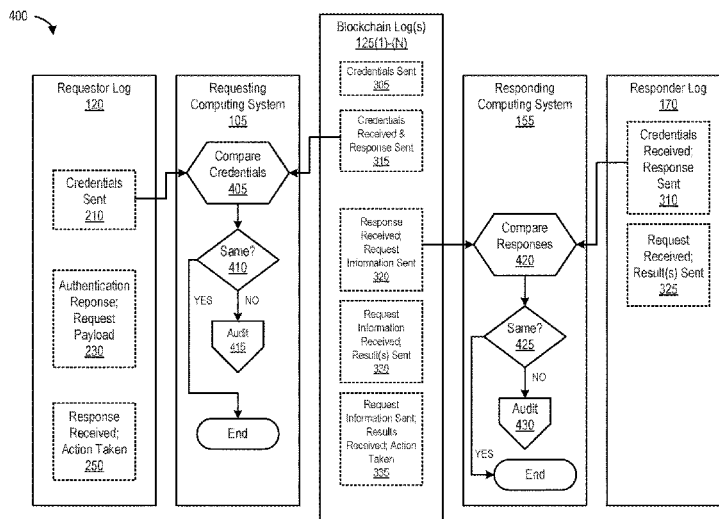 400
Requestor Log
120
Credentials
Sent
210
Authentication
Reponse;
Request
Payload
230
Response
Received;
Action Taken
250
Requesting
Computing System
105
Compare
Credentials
405
Same?
410
YES
NO
Audit
415
End
Blockchain Log(s)
125(1)-(N)
Credentials Sent
305
Credentials
Received &
Response Sent
315
Response
Received;
Request
Information Sent
320
Request
Information
Received;
Result(s) Sent
330
Request
Information Sent;
Results
Received; Action
Taken
335
Responding
Computing System
155
Compare
Responses
420
Same?
425
NO
Audit
430
YES
End
Responder Log
170
Credentials
Received;
Response
Sent
310
Request
Received;
Result(s) Sent
325